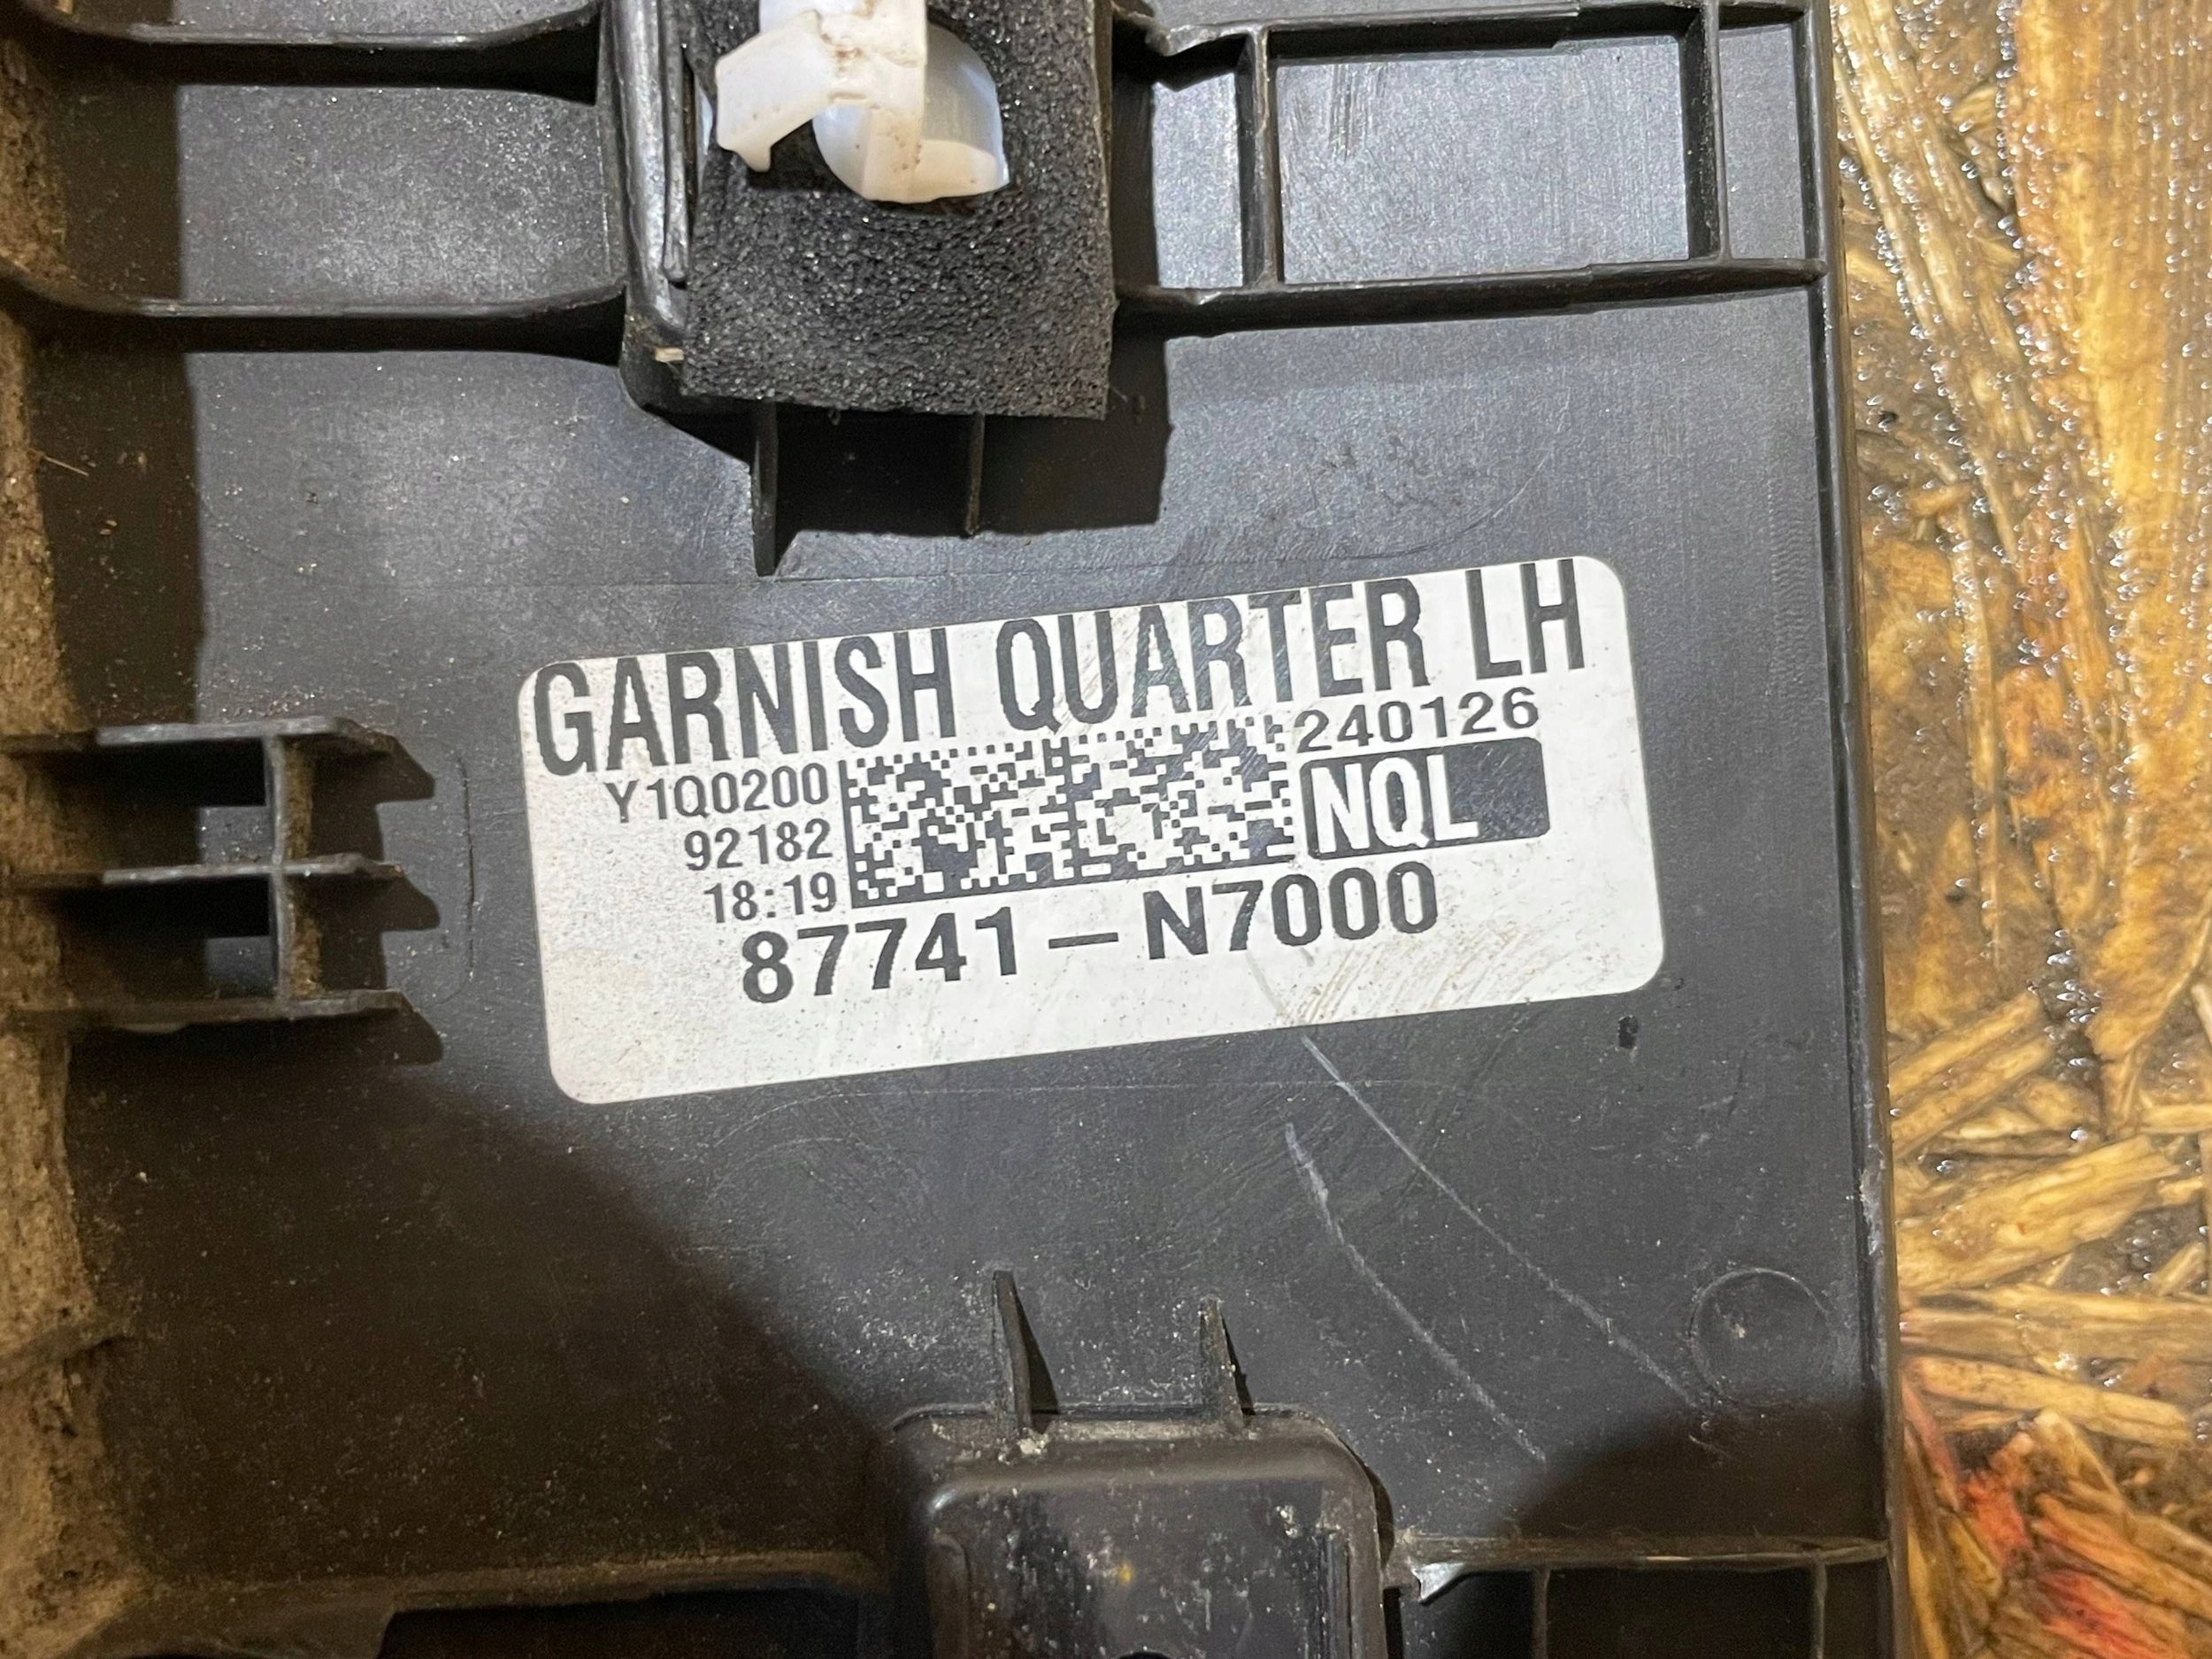 GARNISH QUARTER LH
Y1Q0200
92182
18:19
240126
NQL
87741-N7000